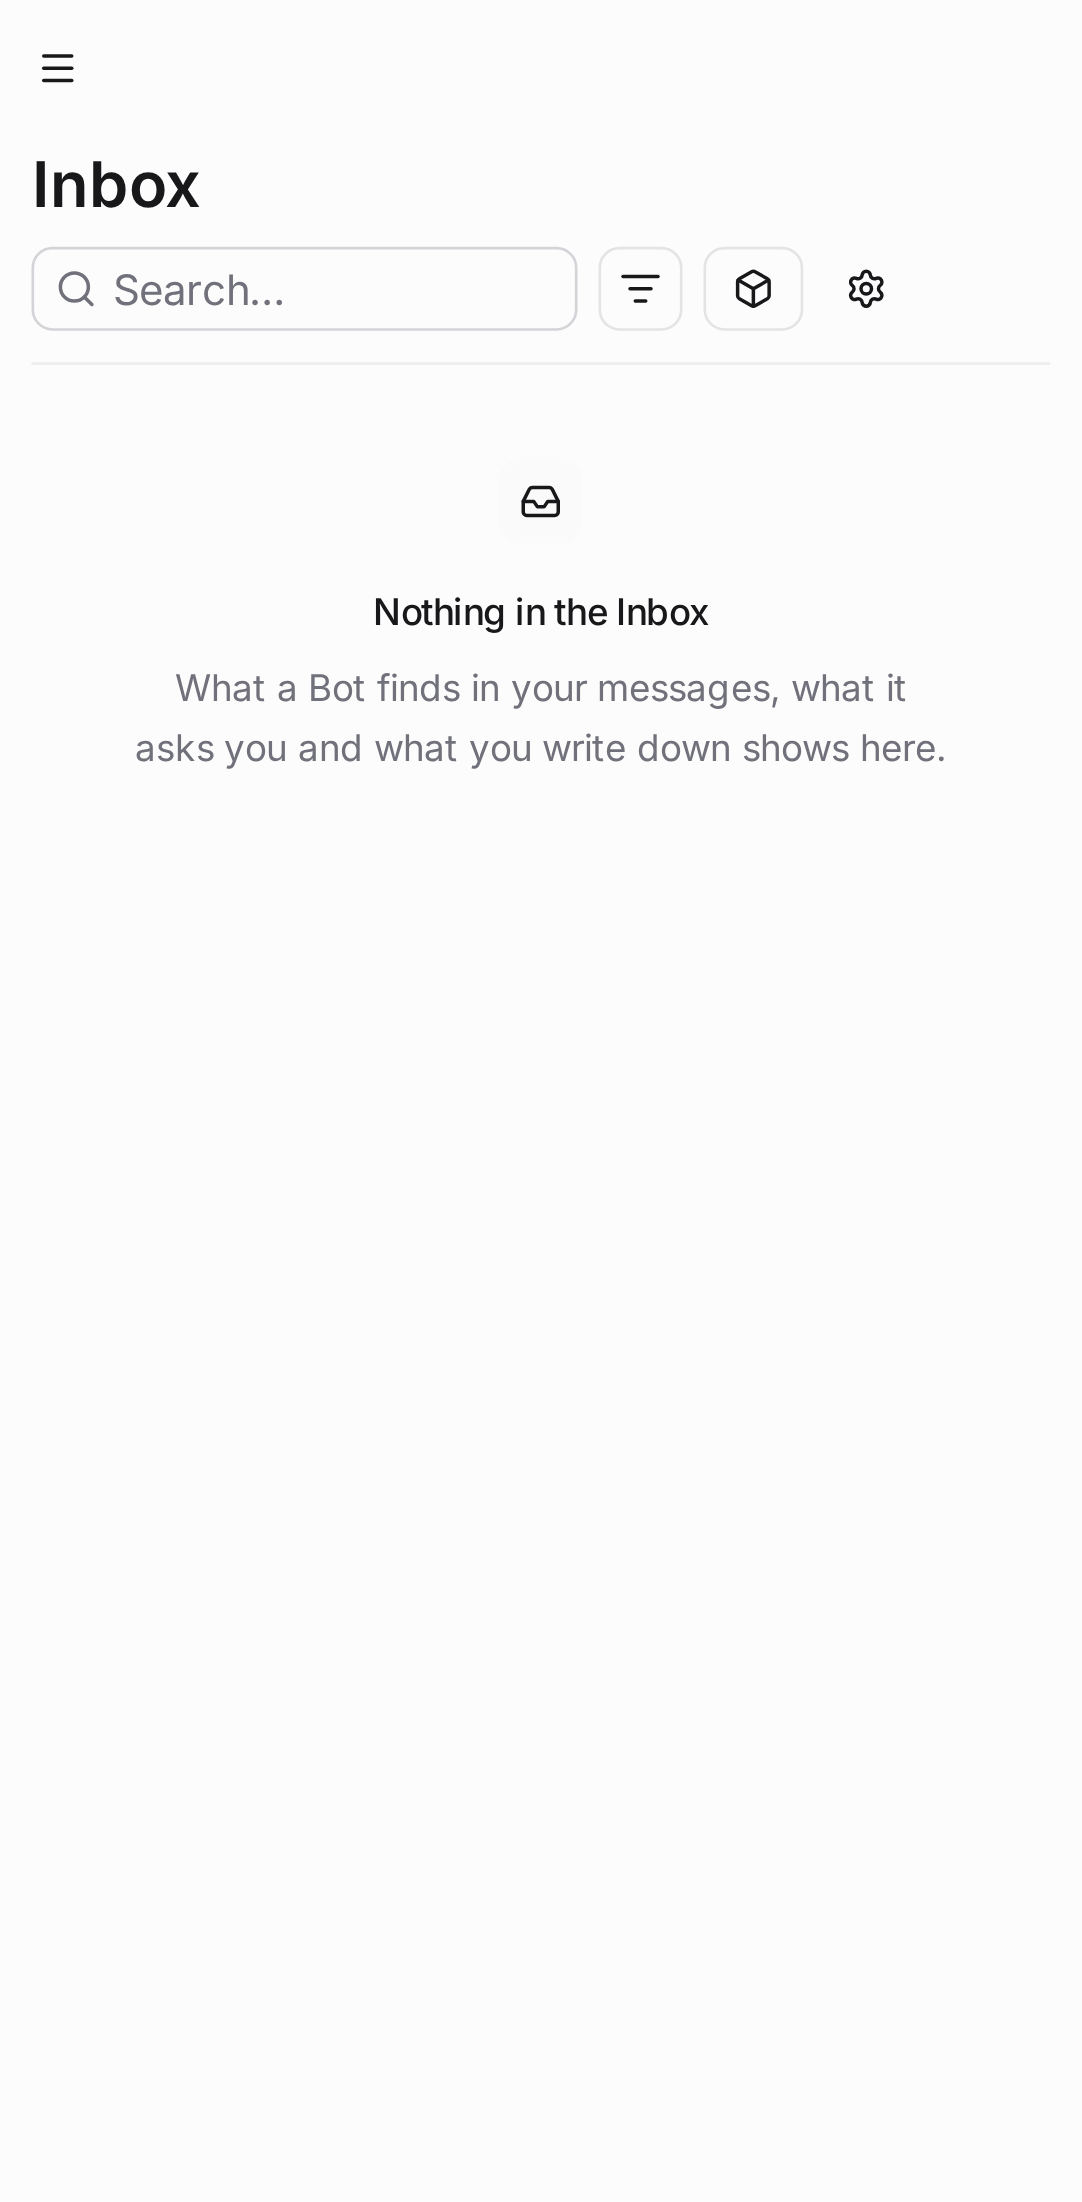 Inbox
Search...
Nothing in the Inbox
What a Bot finds in your messages, what it
asks you and what you write down shows here.